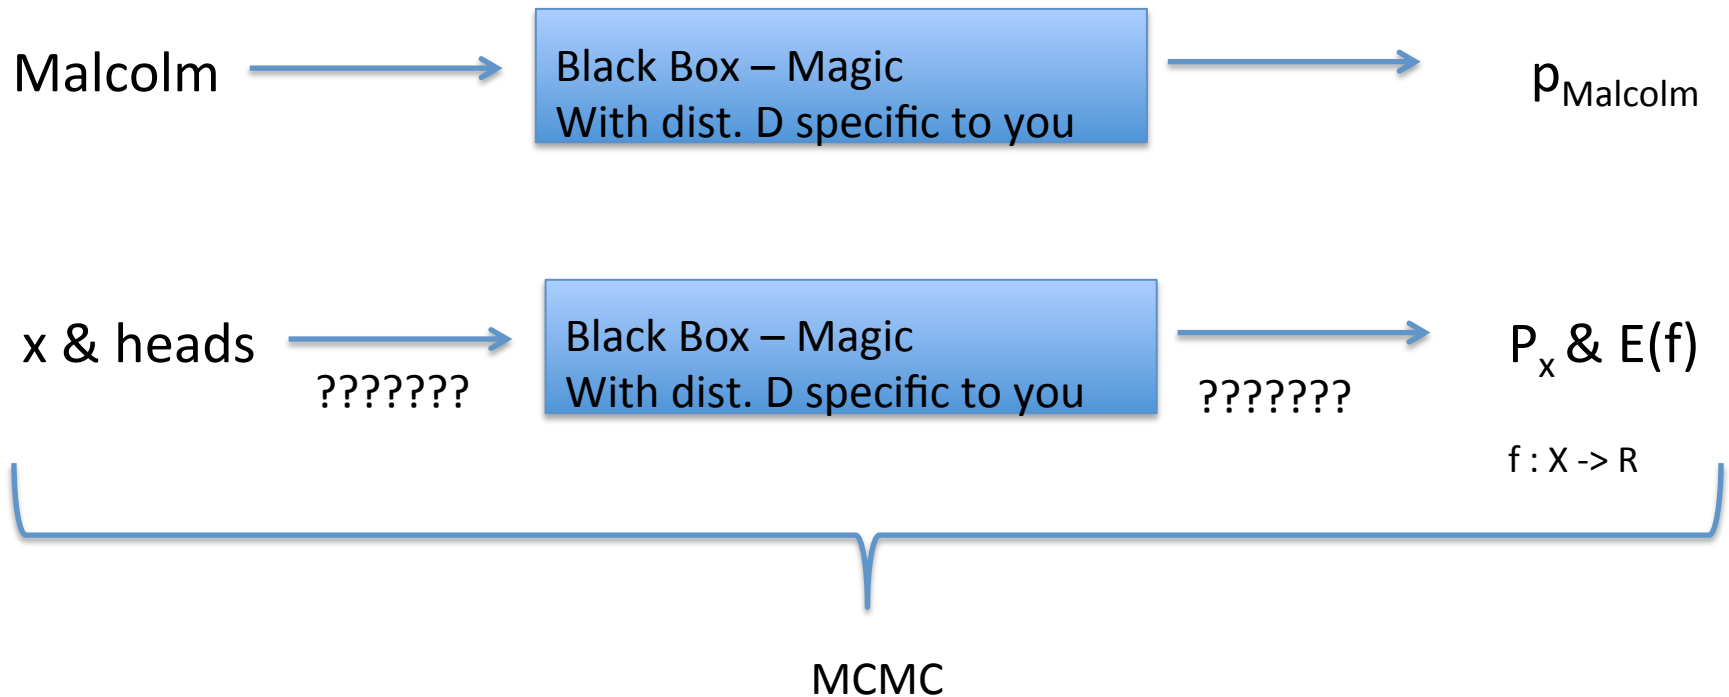 Malcolm
Black Box – Magic
With dist. D specific to you
pMalcolm
x & heads
???????
Black Box – Magic
With dist. D specific to you
???????
Px & E(f)
f : X -> R
MCMC